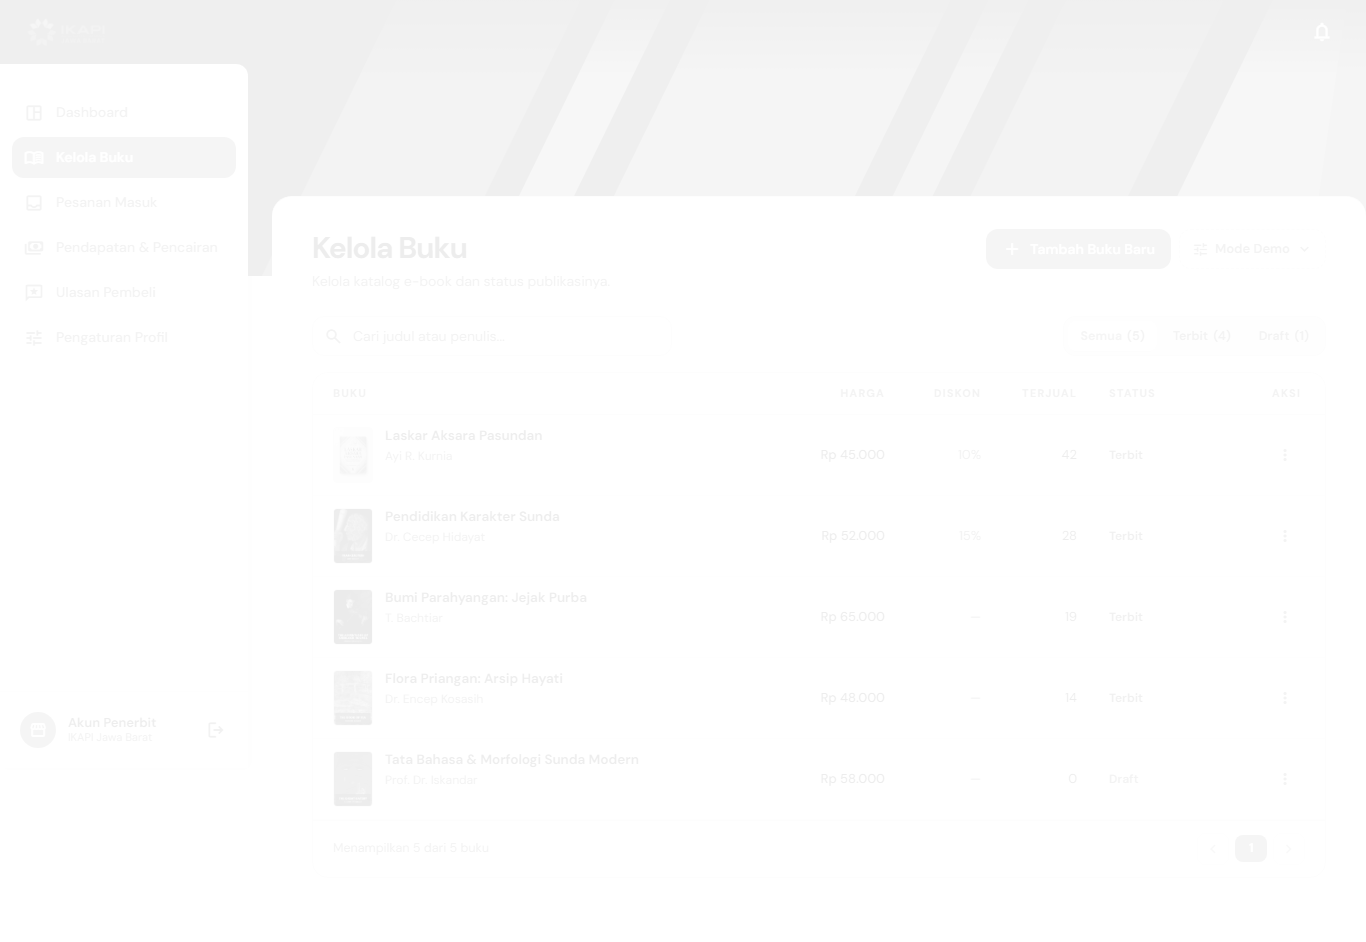 Dashboard
Kelola Buku
Pesanan Masuk
Pendapatan & Pencairan
Ulasan Pembeli
Pengaturan Profil
Akun Penerbit
IKAPI Jawa Barat
Kelola Buku
Kelola katalog e-book dan status publikasinya.
Tambah Buku Baru
Mode Demo
Cari judul atau penulis...
Semua (5)
Terbit (4)
Draft (1)
BUKU HARGA DISKON TERJUAL STATUS AKSI
Laskar Aksara Pasundan
Ayi R. Kurnia
Rp 45.000 10% 42 Terbit
Pendidikan Karakter Sunda
Dr. Cecep Hidayat
Rp 52.000 15% 28 Terbit
Bumi Parahyangan: Jejak Purba
T. Bachtiar
Rp 65.000 – 19 Terbit
Flora Priangan: Arsip Hayati
Dr. Encep Kosasih
Rp 48.000 – 14 Terbit
Tata Bahasa & Morfologi Sunda Modern
Prof. Dr. Iskandar
Rp 58.000 – 0 Draft
Menampilkan 5 dari 5 buku
1